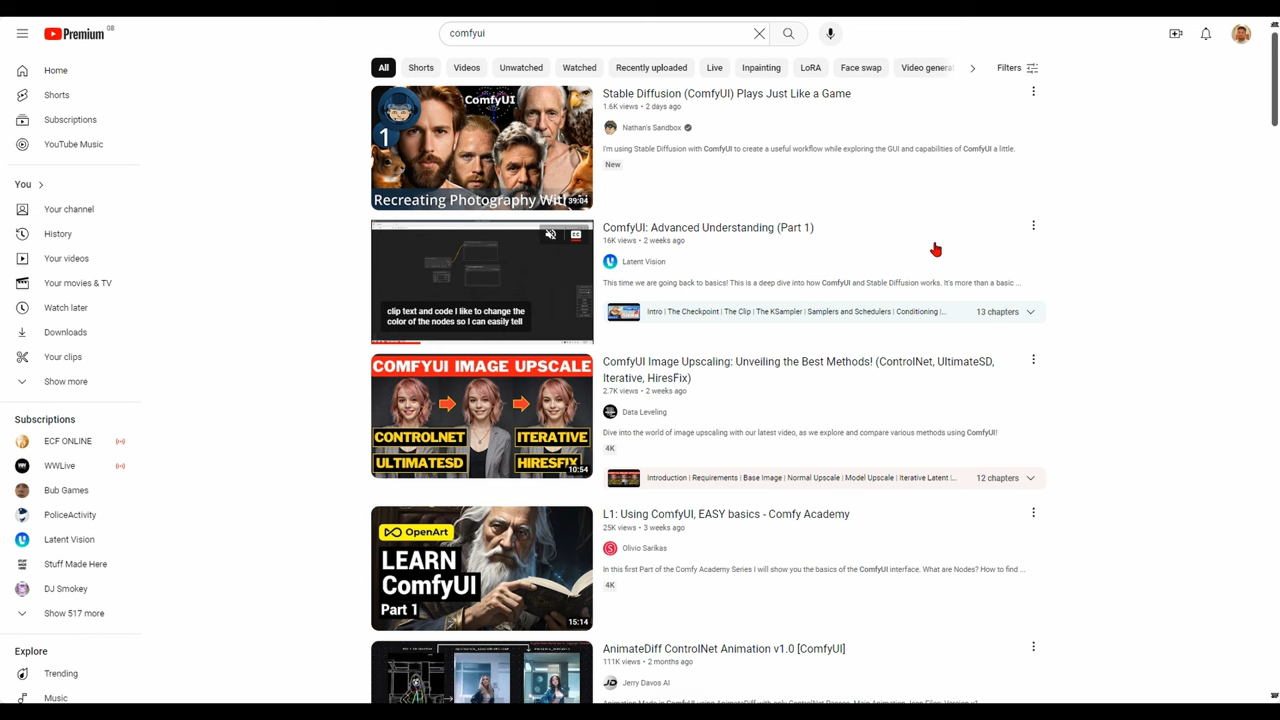 Premium GB
comfyui
Home
Shorts
Subscriptions
YouTube Music
You
Your channel
History
Your videos
Your movies & TV
Watch later
Downloads
Your clips
Show more
Subscriptions
ECF ONLINE
WWLive
Bub Games
PoliceActivity
Latent Vision
Stuff Made Here
DJ Smokey
Show 517 more
Explore
Trending
Music
All Shorts Videos Unwatched Watched Recently uploaded Live Inpainting LoRA Face swap Video genera
Filters
ComfyUI
1
Recreating Photography With
39:04
Stable Diffusion (ComfyUI) Plays Just Like a Game
1.6K views • 2 days ago
Nathan's Sandbox
I'm using Stable Diffusion with ComfyUI to create a useful workflow while exploring the GUI and capabilities of ComfyUI a little.
New
clip text and code I like to change the
color of the nodes so I can easily tell
ComfyUI: Advanced Understanding (Part 1)
16K views • 2 weeks ago
Latent Vision
This time we are going back to basics! This is a deep dive into how ComfyUI and Stable Diffusion works. It's more than a basic ...
Intro | The Checkpoint | The Clip | The KSampler | Samplers and Schedulers | Conditioning |...
13 chapters
COMFYUI IMAGE UPSCALE
CONTROLNET
ITERATIVE
ULTIMATESD
HIRESFIX
10:54
ComfyUI Image Upscaling: Unveiling the Best Methods! (ControlNet, UltimateSD,
Iterative, HiresFix)
2.7K views • 2 weeks ago
Data Leveling
Dive into the world of image upscaling with our latest video, as we explore and compare various methods using ComfyUI!
4K
Introduction | Requirements | Base Image | Normal Upscale | Model Upscale | Iterative Latent |...
12 chapters
OpenArt
LEARN
ComfyUI
Part 1
15:14
L1: Using ComfyUI, EASY basics - Comfy Academy
25K views • 3 weeks ago
Olivio Sarikas
In this first Part of the Comfy Academy Series I will show you the basics of the ComfyUI interface. What are Nodes? How to find ...
4K
AnimateDiff ControlNet Animation v1.0 [ComfyUI]
111K views • 2 months ago
Jerry Davos AI